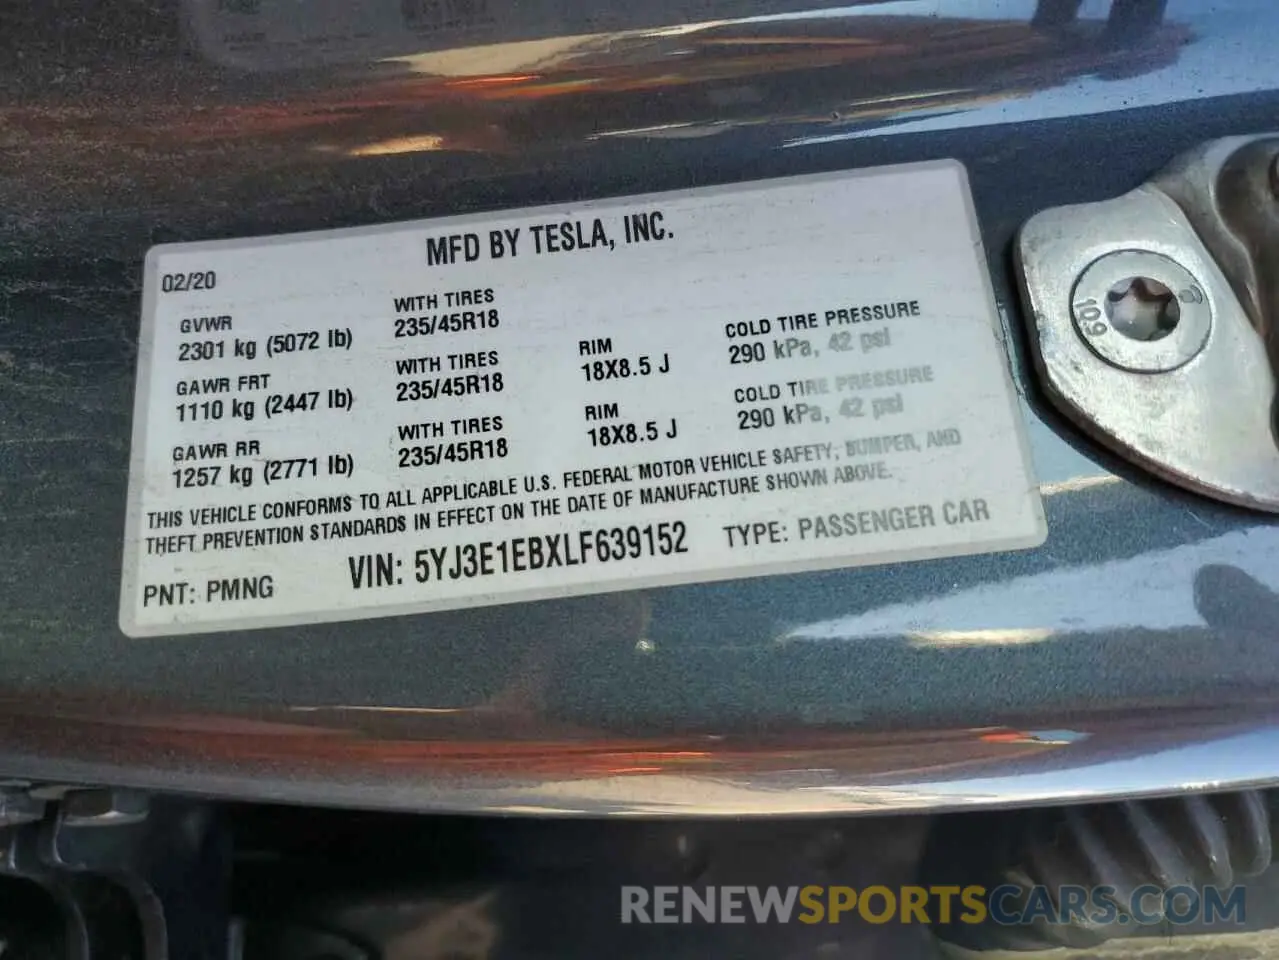 MFD BY TESLA, INC.
02/20
GVWR
2301 kg (5072 lb)
WITH TIRES
235/45R18
GAWR FRT
1110 kg (2447 lb)
WITH TIRES
235/45R18
RIM
18X8.5 J
COLD TIRE PRESSURE
290 kPa, 42 psi
GAWR RR
1257 kg (2771 lb)
WITH TIRES
235/45R18
RIM
18X8.5 J
COLD TIRE PRESSURE
290 kPa, 42 psi
THIS VEHICLE CONFORMS TO ALL APPLICABLE U.S. FEDERAL MOTOR VEHICLE SAFETY, BUMPER, AND
THEFT PREVENTION STANDARDS IN EFFECT ON THE DATE OF MANUFACTURE SHOWN ABOVE.
PNT: PMNG
VIN: 5YJ3E1EBXLF639152
TYPE: PASSENGER CAR
10.9
RENEWSPORTSCARS.COM